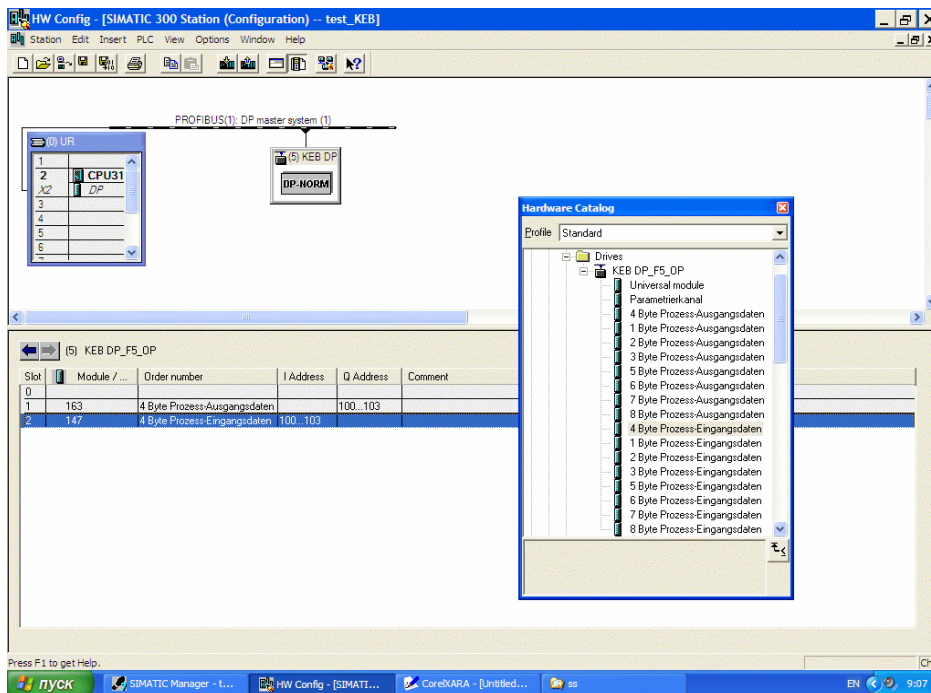 HW Config - [SIMATIC 300 Station (Configuration) -- test_KEB]
Station Edit Insert PLC View Options Window Help
PROFIBUS(1): DP master system (1)
(0) UR
1
2 CPU31
X2 DP
3
4
5
6
(5) KEB DP
DP-NORM
Hardware Catalog
Profile Standard
Drives
KEB DP_F5_OP
Universal module
Parametrierkanal
4 Byte Prozess-Ausgangsdaten
1 Byte Prozess-Ausgangsdaten
2 Byte Prozess-Ausgangsdaten
3 Byte Prozess-Ausgangsdaten
5 Byte Prozess-Ausgangsdaten
6 Byte Prozess-Ausgangsdaten
7 Byte Prozess-Ausgangsdaten
8 Byte Prozess-Ausgangsdaten
4 Byte Prozess-Eingangsdaten
1 Byte Prozess-Eingangsdaten
2 Byte Prozess-Eingangsdaten
3 Byte Prozess-Eingangsdaten
5 Byte Prozess-Eingangsdaten
6 Byte Prozess-Eingangsdaten
7 Byte Prozess-Eingangsdaten
8 Byte Prozess-Eingangsdaten
(5) KEB DP_F5_OP
Slot Module / ... Order number I Address Q Address Comment
0
1 163 4 Byte Prozess-Ausgangsdaten 100...103
2 147 4 Byte Prozess-Eingangsdaten 100...103
Press F1 to get Help.
Ch
пуск SIMATIC Manager - t... HW Config - [SIMATI... CorelXARA - [Untitled... ss EN 9:07